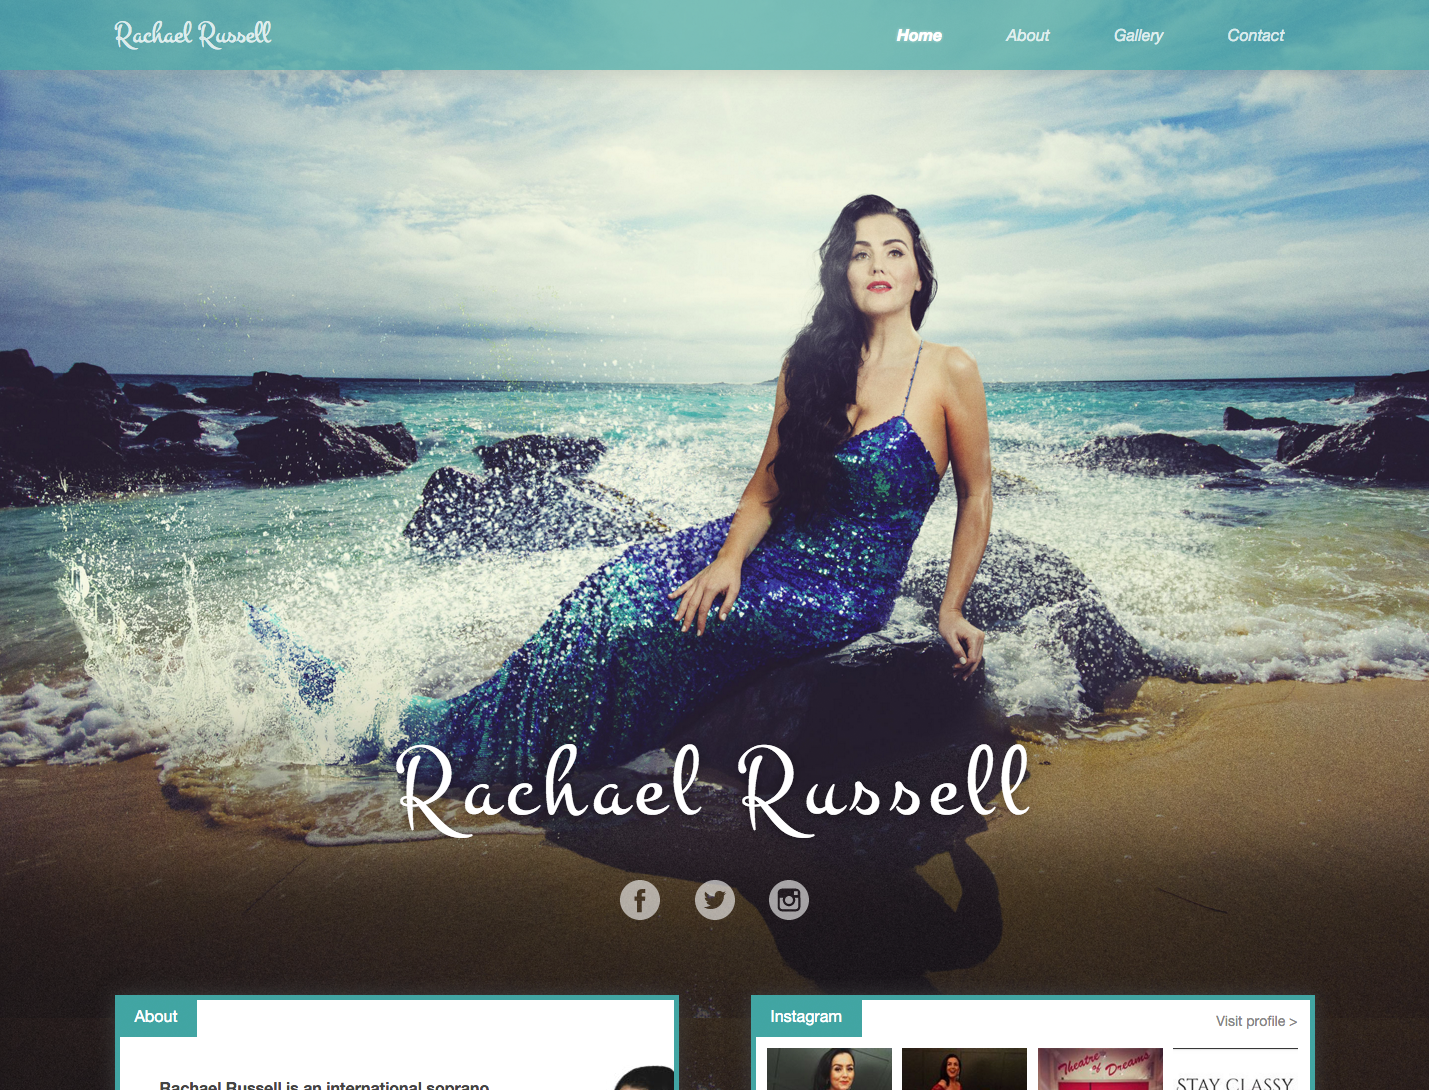 Rachael Russell
Home About Gallery Contact
Rachael Russell
About
Rachael Russell is an international soprano
Instagram
Visit profile >
Theatre
of Dreams
STAY CLASSY